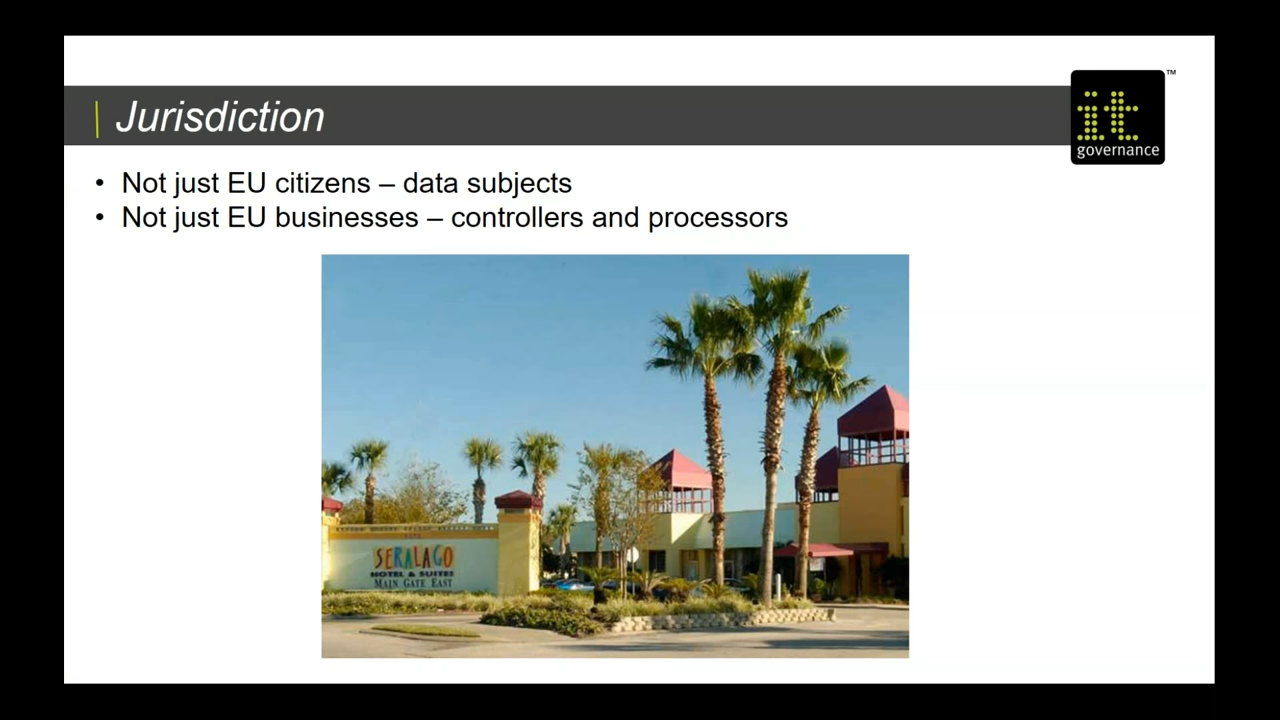 Jurisdiction
™
it
governance
• Not just EU citizens – data subjects
• Not just EU businesses – controllers and processors
SERALAGO
HOTEL & SUITES
MAIN GATE EAST